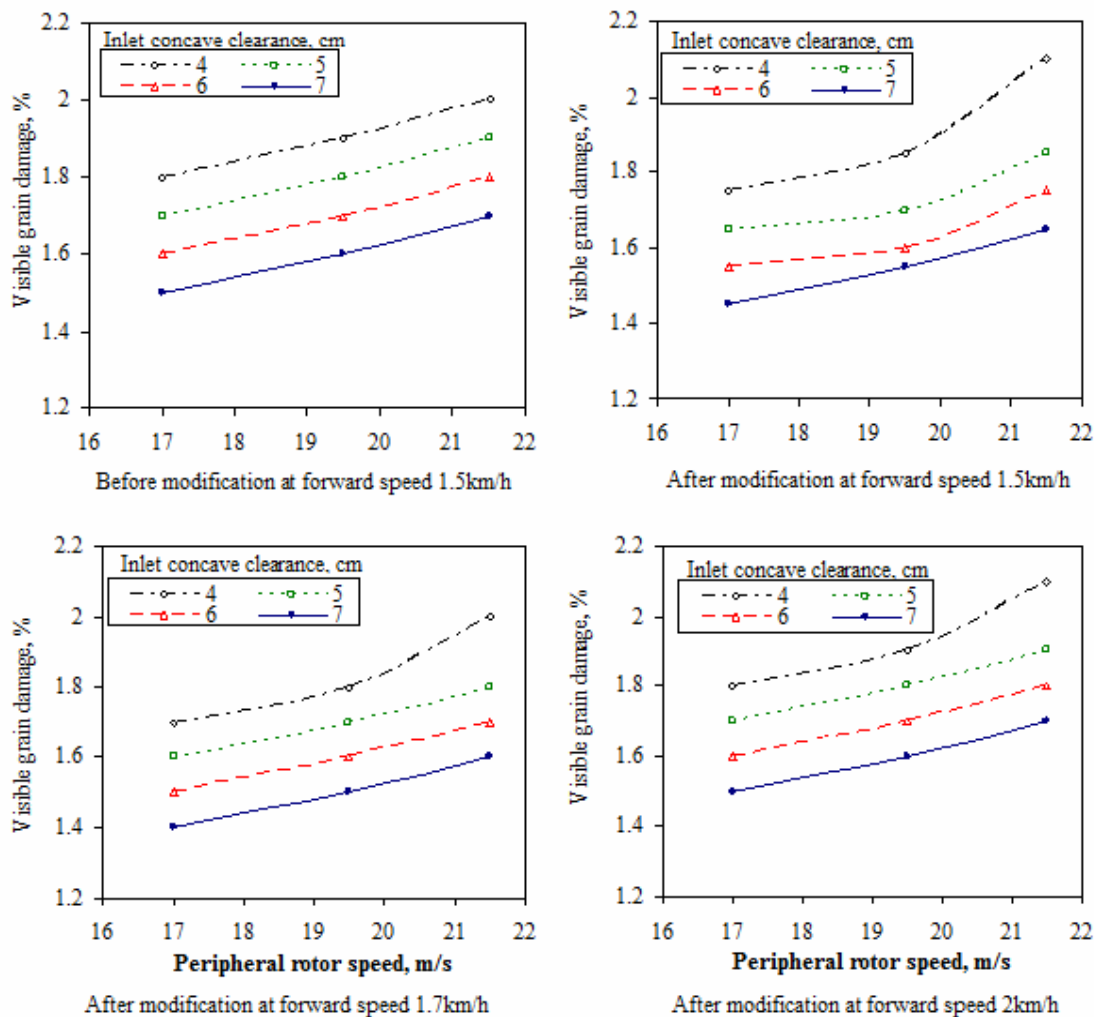 2.2
Inlet concave clearance, cm
4 5
6 7
2
1.8
1.6
1.4
1.2
Visible grain damage, %
16 17 18 19 20 21 22
Before modification at forward speed 1.5km/h
2.2
Inlet concave clearance, cm
4 5
6 7
2
1.8
1.6
1.4
1.2
Visible grain damage, %
16 17 18 19 20 21 22
After modification at forward speed 1.5km/h
2.2
Inlet concave clearance, cm
4 5
6 7
2
1.8
1.6
1.4
1.2
Visible grain damage, %
16 17 18 19 20 21 22
Peripheral rotor speed, m/s
After modification at forward speed 1.7km/h
2.2
Inlet concave clearance, cm
4 5
6 7
2
1.8
1.6
1.4
1.2
Visible grain damage, %
16 17 18 19 20 21 22
Peripheral rotor speed, m/s
After modification at forward speed 2km/h